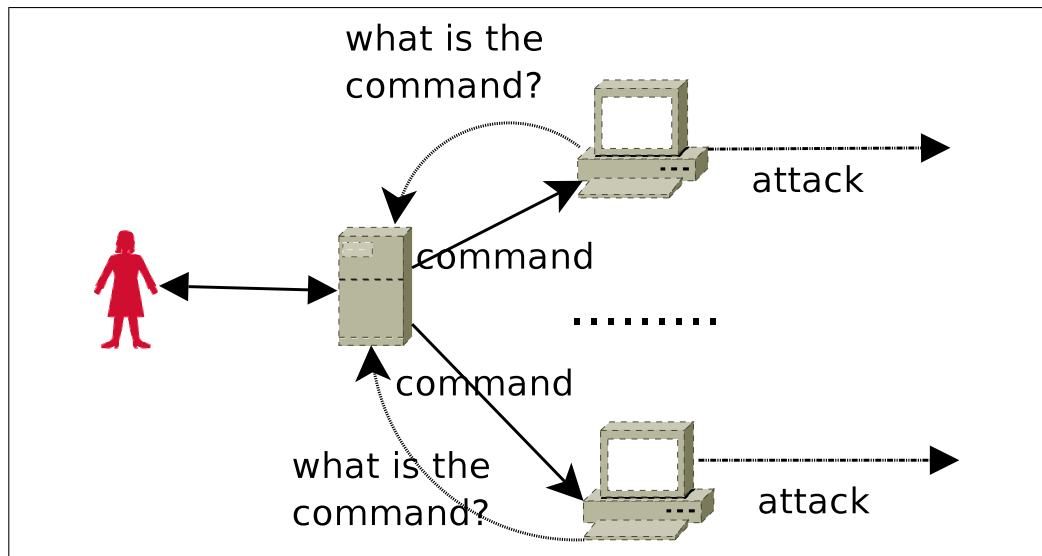 what is the
command?
attack
command
command
what is the
command?
attack